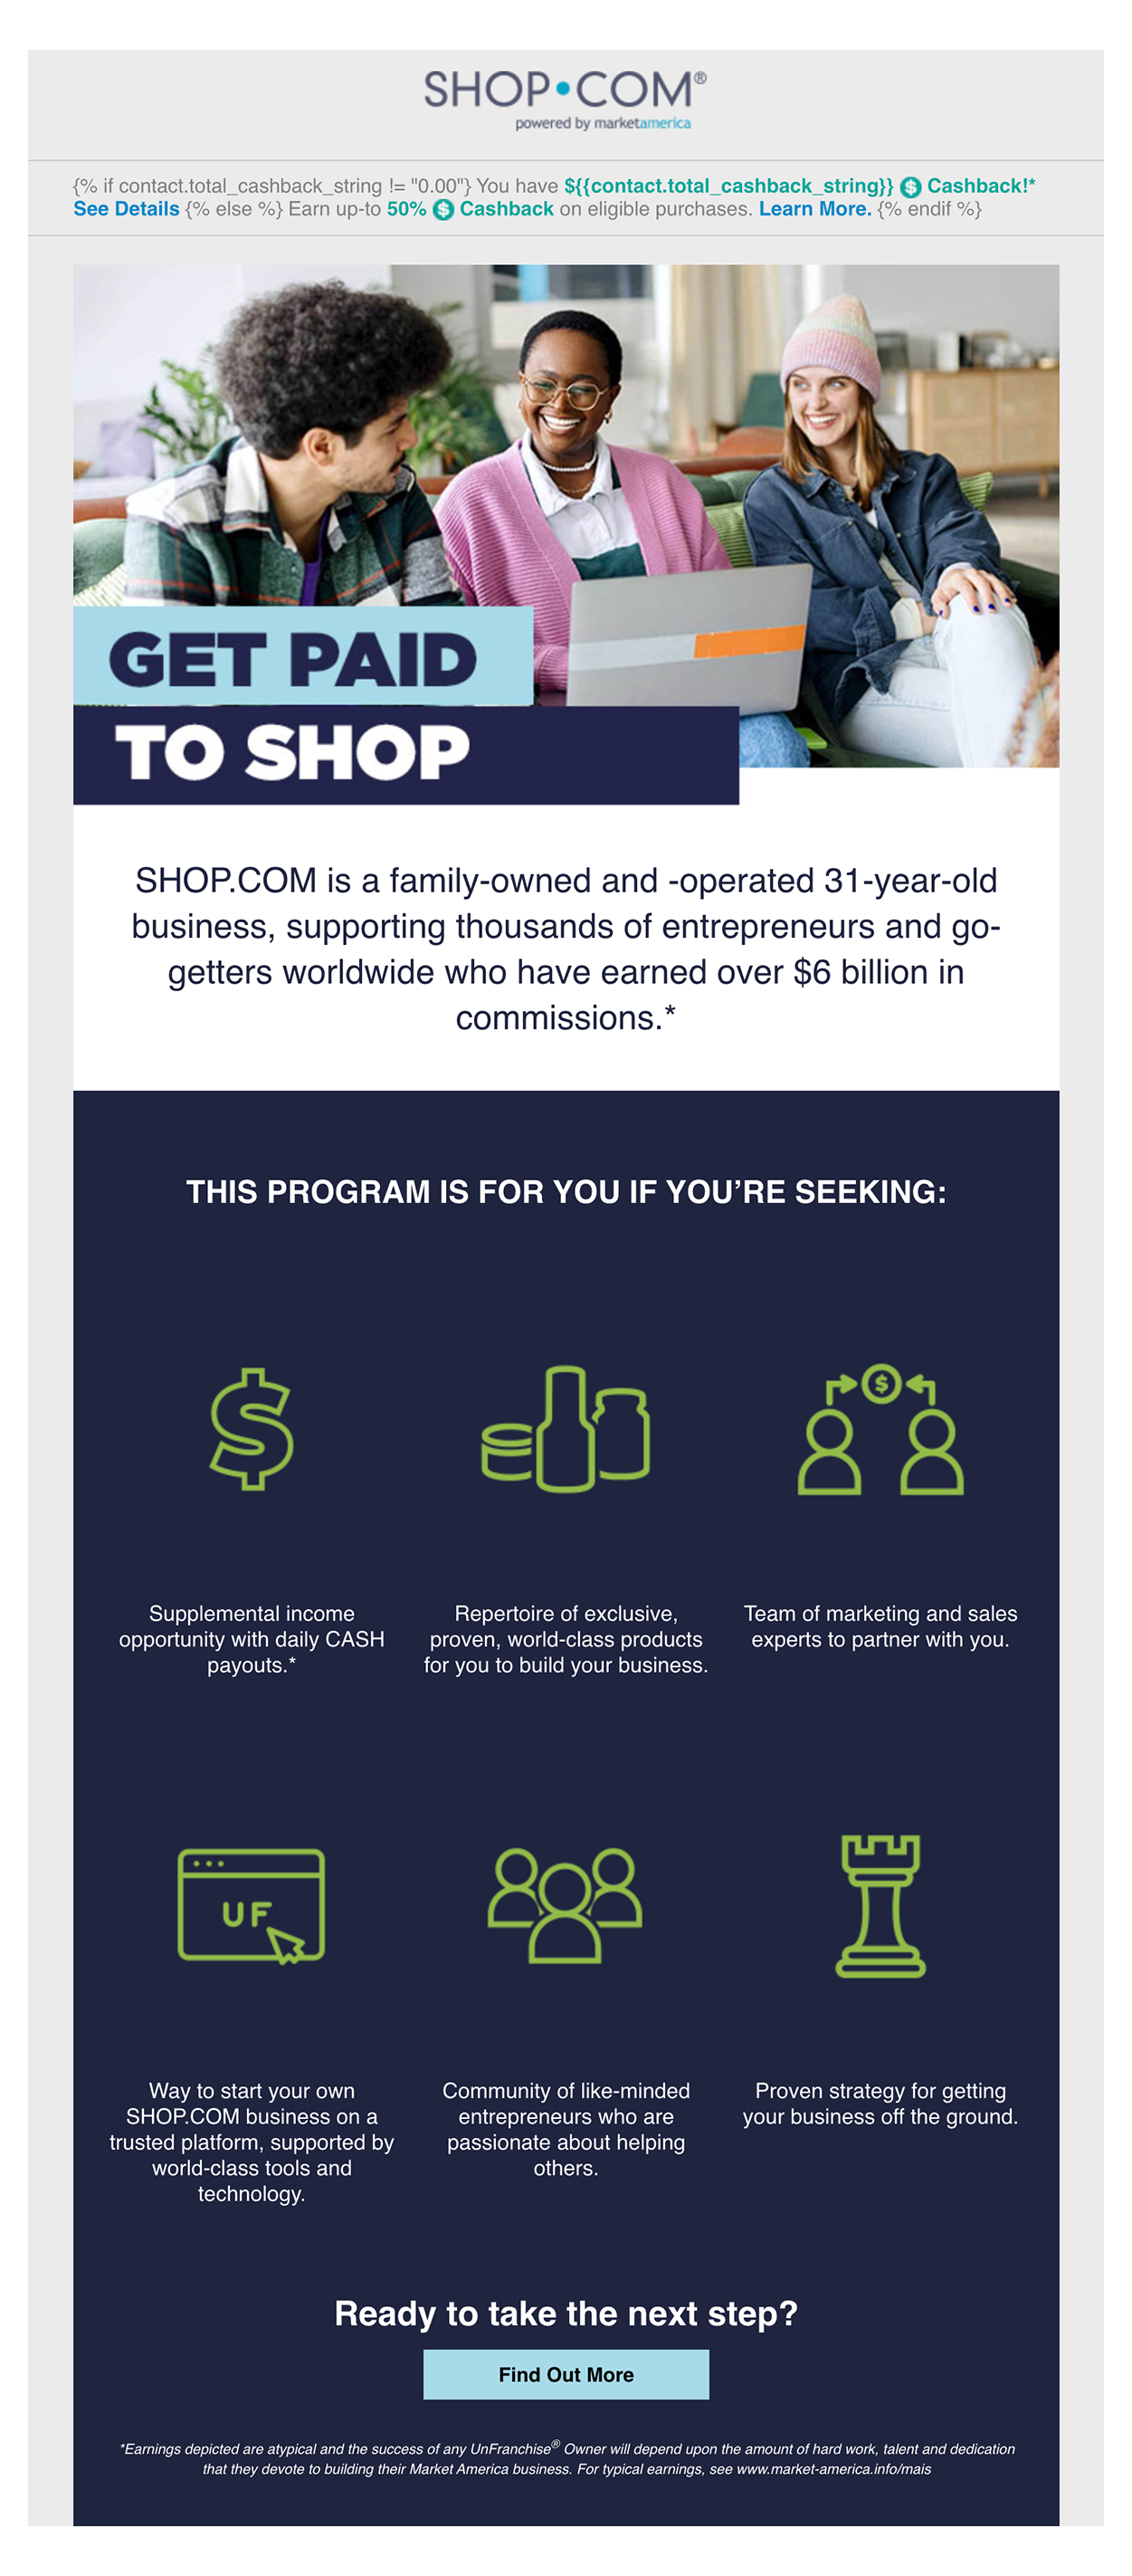 SHOP•COM®
powered by marketamerica
{% if contact.total_cashback_string != "0.00"} You have ${{contact.total_cashback_string}} $ Cashback!*
See Details {% else %} Earn up-to 50% $ Cashback on eligible purchases. Learn More. {% endif %}
GET PAID
TO SHOP
SHOP.COM is a family-owned and -operated 31-year-old
business, supporting thousands of entrepreneurs and go-
getters worldwide who have earned over $6 billion in
commissions.*
THIS PROGRAM IS FOR YOU IF YOU’RE SEEKING:
$
$
Supplemental income
opportunity with daily CASH
payouts.*
Repertoire of exclusive,
proven, world-class products
for you to build your business.
Team of marketing and sales
experts to partner with you.
UF
Way to start your own
SHOP.COM business on a
trusted platform, supported by
world-class tools and
technology.
Community of like-minded
entrepreneurs who are
passionate about helping
others.
Proven strategy for getting
your business off the ground.
Ready to take the next step?
Find Out More
*Earnings depicted are atypical and the success of any UnFranchise® Owner will depend upon the amount of hard work, talent and dedication
that they devote to building their Market America business. For typical earnings, see www.market-america.info/mais